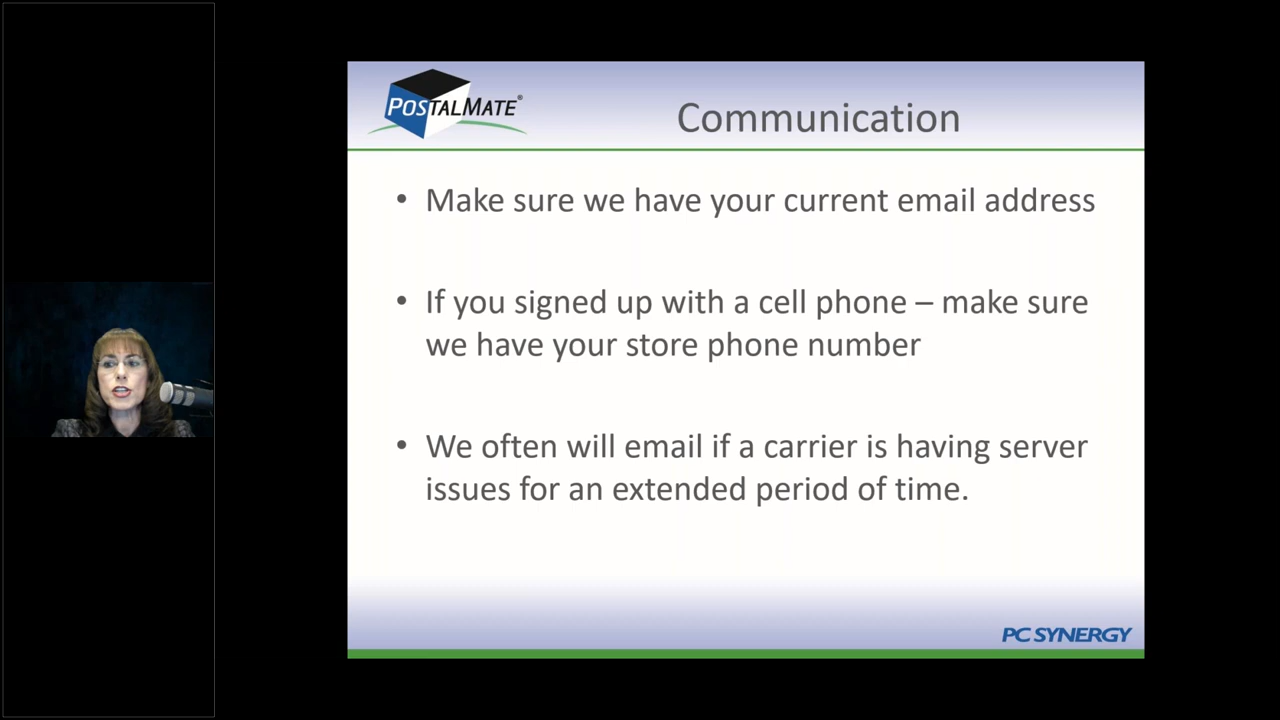 POSTALMATE®
Communication
• Make sure we have your current email address
• If you signed up with a cell phone – make sure
we have your store phone number
• We often will email if a carrier is having server
issues for an extended period of time.
PC SYNERGY